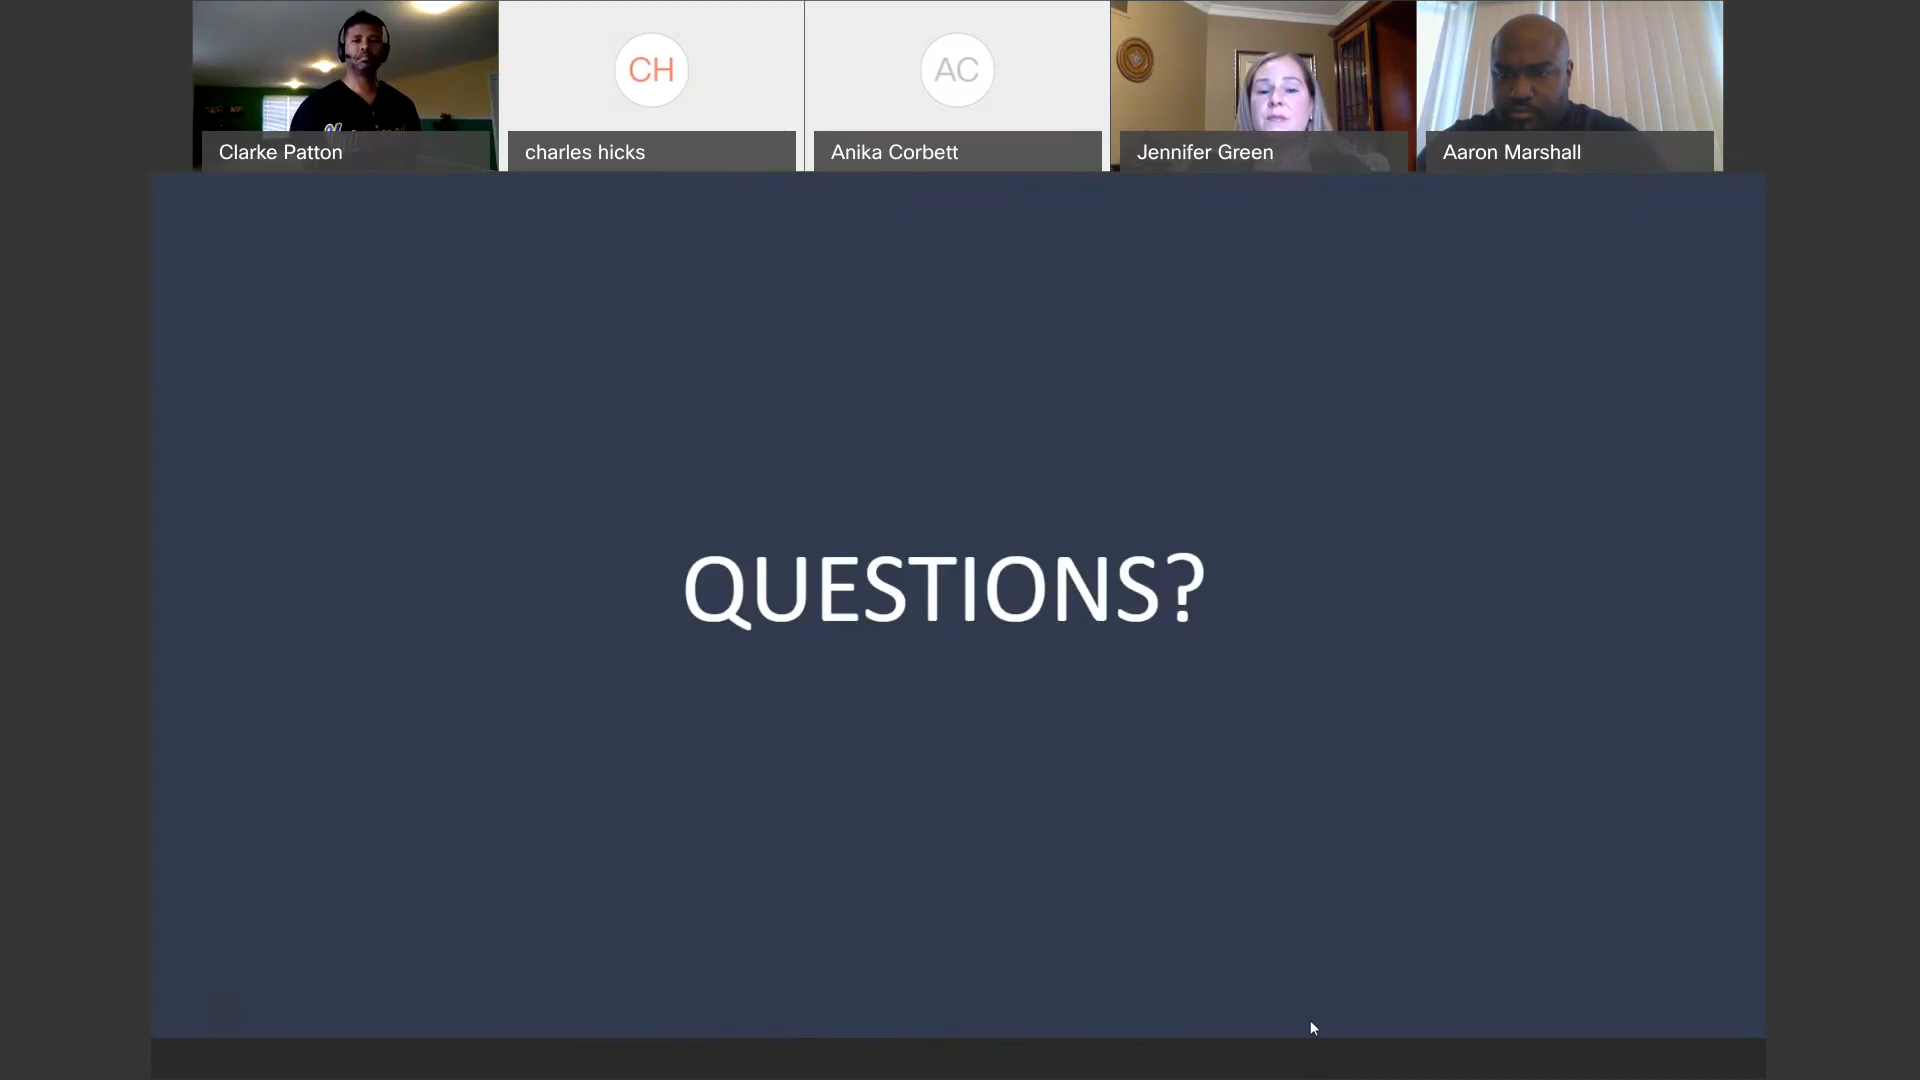 CH
AC
Clarke Patton
charles hicks
Anika Corbett
Jennifer Green
Aaron Marshall
QUESTIONS?